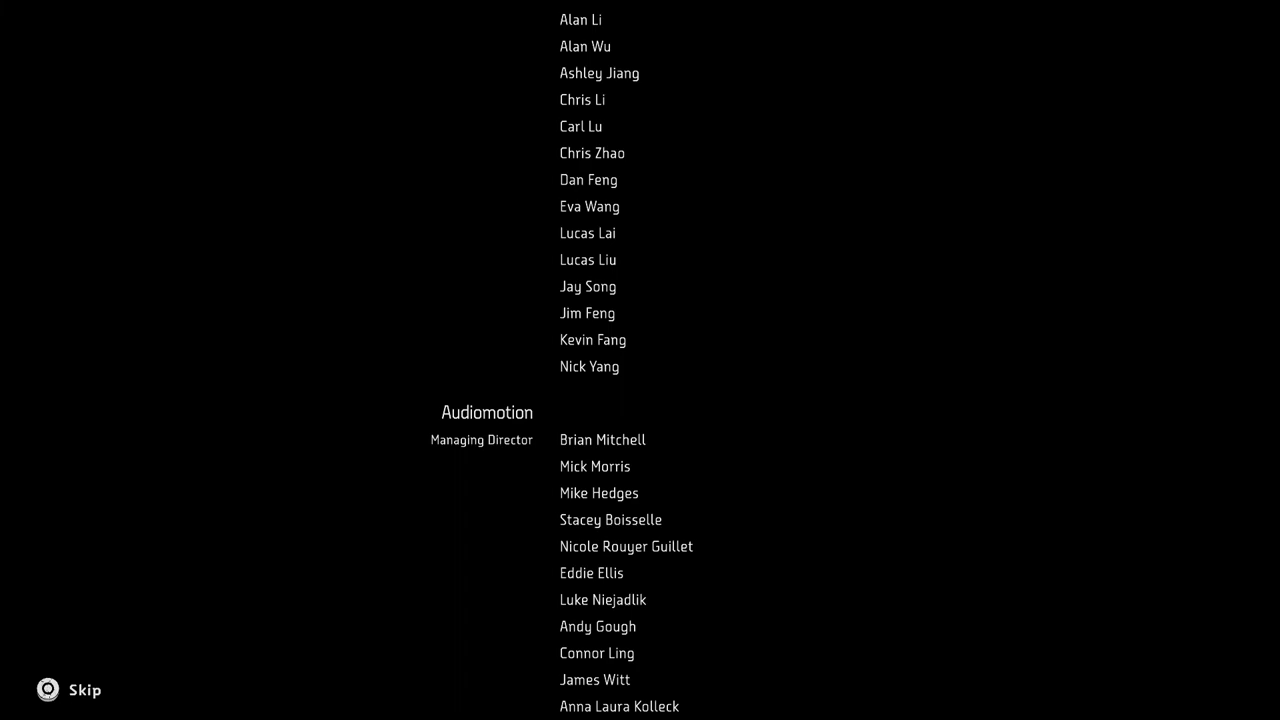 Alan Li
Alan Wu
Ashley Jiang
Chris Li
Carl Lu
Chris Zhao
Dan Feng
Eva Wang
Lucas Lai
Lucas Liu
Jay Song
Jim Feng
Kevin Fang
Nick Yang
Audiomotion
Managing Director Brian Mitchell
Mick Morris
Mike Hedges
Stacey Boisselle
Nicole Rouyer Guillet
Eddie Ellis
Luke Niejadlik
Andy Gough
Connor Ling
James Witt
Anna Laura Kolleck
Skip